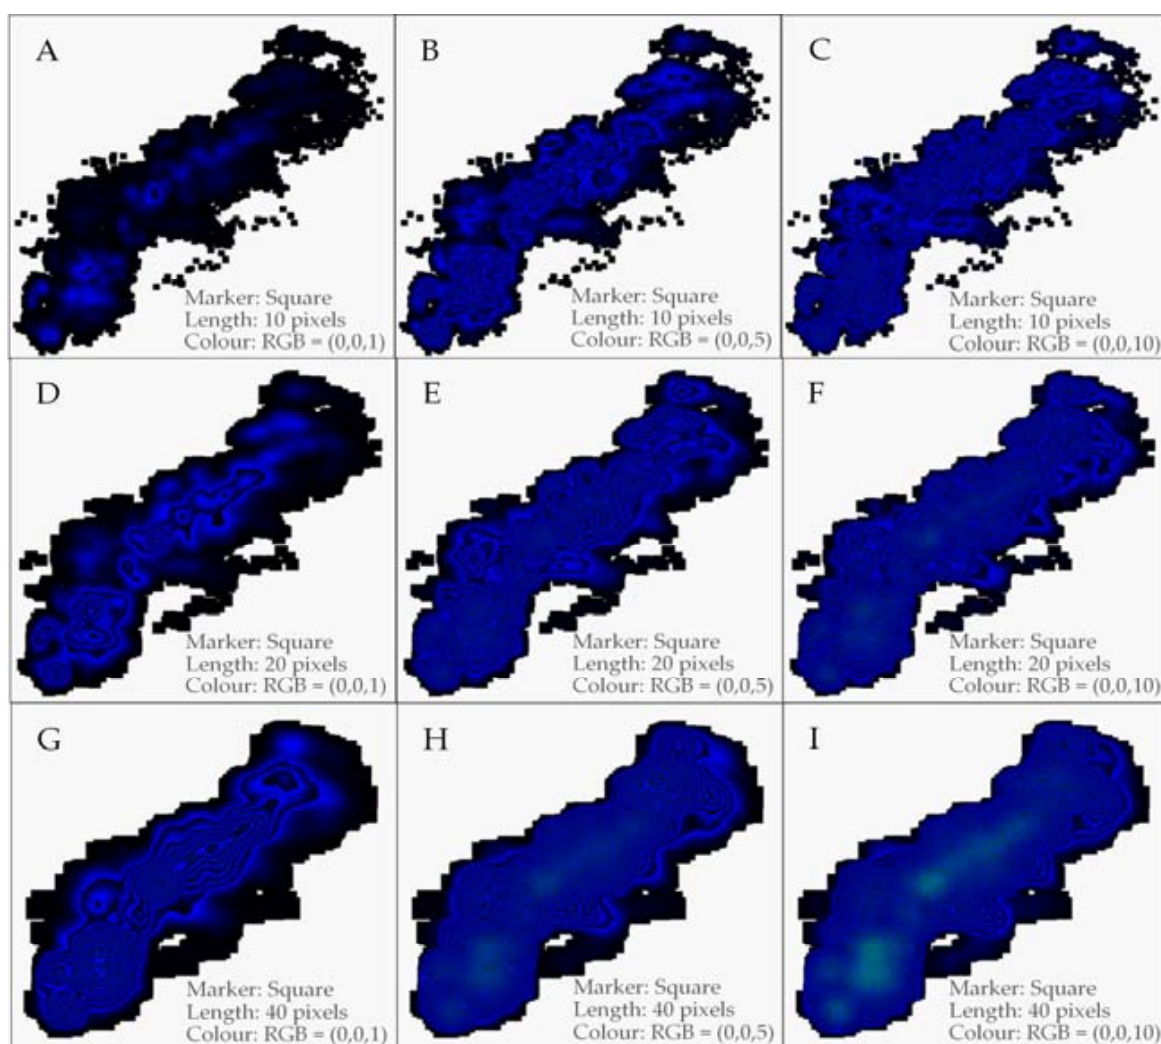 A
Marker: Square
Length: 10 pixels
Colour: RGB = (0,0,1)
B
Marker: Square
Length: 10 pixels
Colour: RGB = (0,0,5)
C
Marker: Square
Length: 10 pixels
Colour: RGB = (0,0,10)
D
Marker: Square
Length: 20 pixels
Colour: RGB = (0,0,1)
E
Marker: Square
Length: 20 pixels
Colour: RGB = (0,0,5)
F
Marker: Square
Length: 20 pixels
Colour: RGB = (0,0,10)
G
Marker: Square
Length: 40 pixels
Colour: RGB = (0,0,1)
H
Marker: Square
Length: 40 pixels
Colour: RGB = (0,0,5)
I
Marker: Square
Length: 40 pixels
Colour: RGB = (0,0,10)